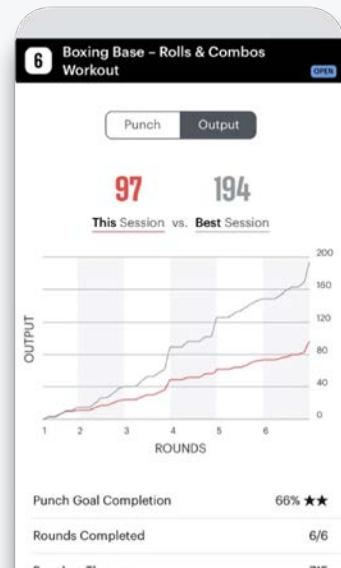 6
Boxing Base – Rolls & Combos
Workout
OPEN
Punch
Output
97
194
This Session vs. Best Session
200
160
120
80
40
0
OUTPUT
1 2 3 4 5 6
ROUNDS
Punch Goal Completion
66% ★★
Rounds Completed
6/6